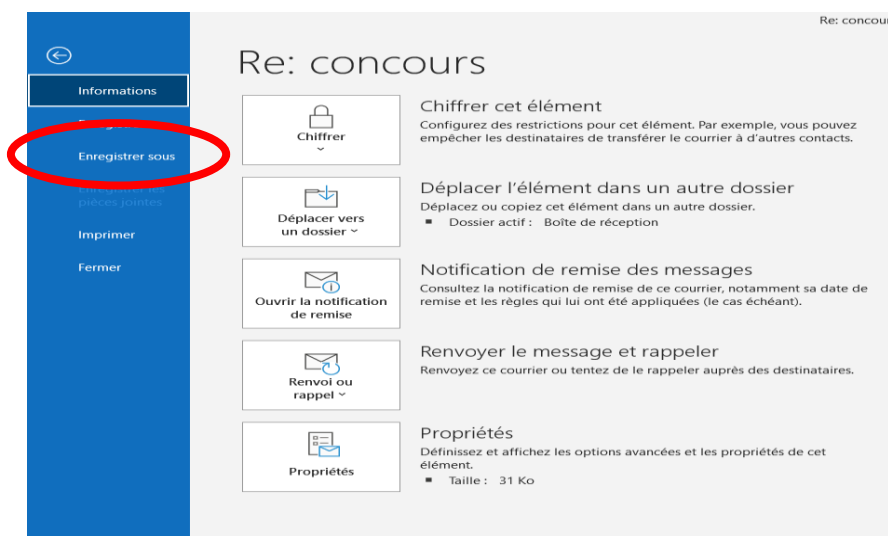 Re: concour
Re: concours
Informations
Enregistrer sous
Enregistrer les
pièces jointes
Imprimer
Fermer
Chiffrer
Chiffrer cet élément
Configurez des restrictions pour cet élément. Par exemple, vous pouvez
empêcher les destinataires de transférer le courrier à d'autres contacts.
Déplacer vers
un dossier
Déplacer l'élément dans un autre dossier
Déplacez ou copiez cet élément dans un autre dossier.
Dossier actif : Boîte de réception
Ouvrir la notification
de remise
Notification de remise des messages
Consultez la notification de remise de ce courrier, notamment sa date de
remise et les règles qui lui ont été appliquées (le cas échéant).
Renvoi ou
rappel
Renvoyer le message et rappeler
Renvoyez ce courrier ou tentez de le rappeler auprès des destinataires.
Propriétés
Propriétés
Définissez et affichez les options avancées et les propriétés de cet
élément.
Taille : 31 Ko